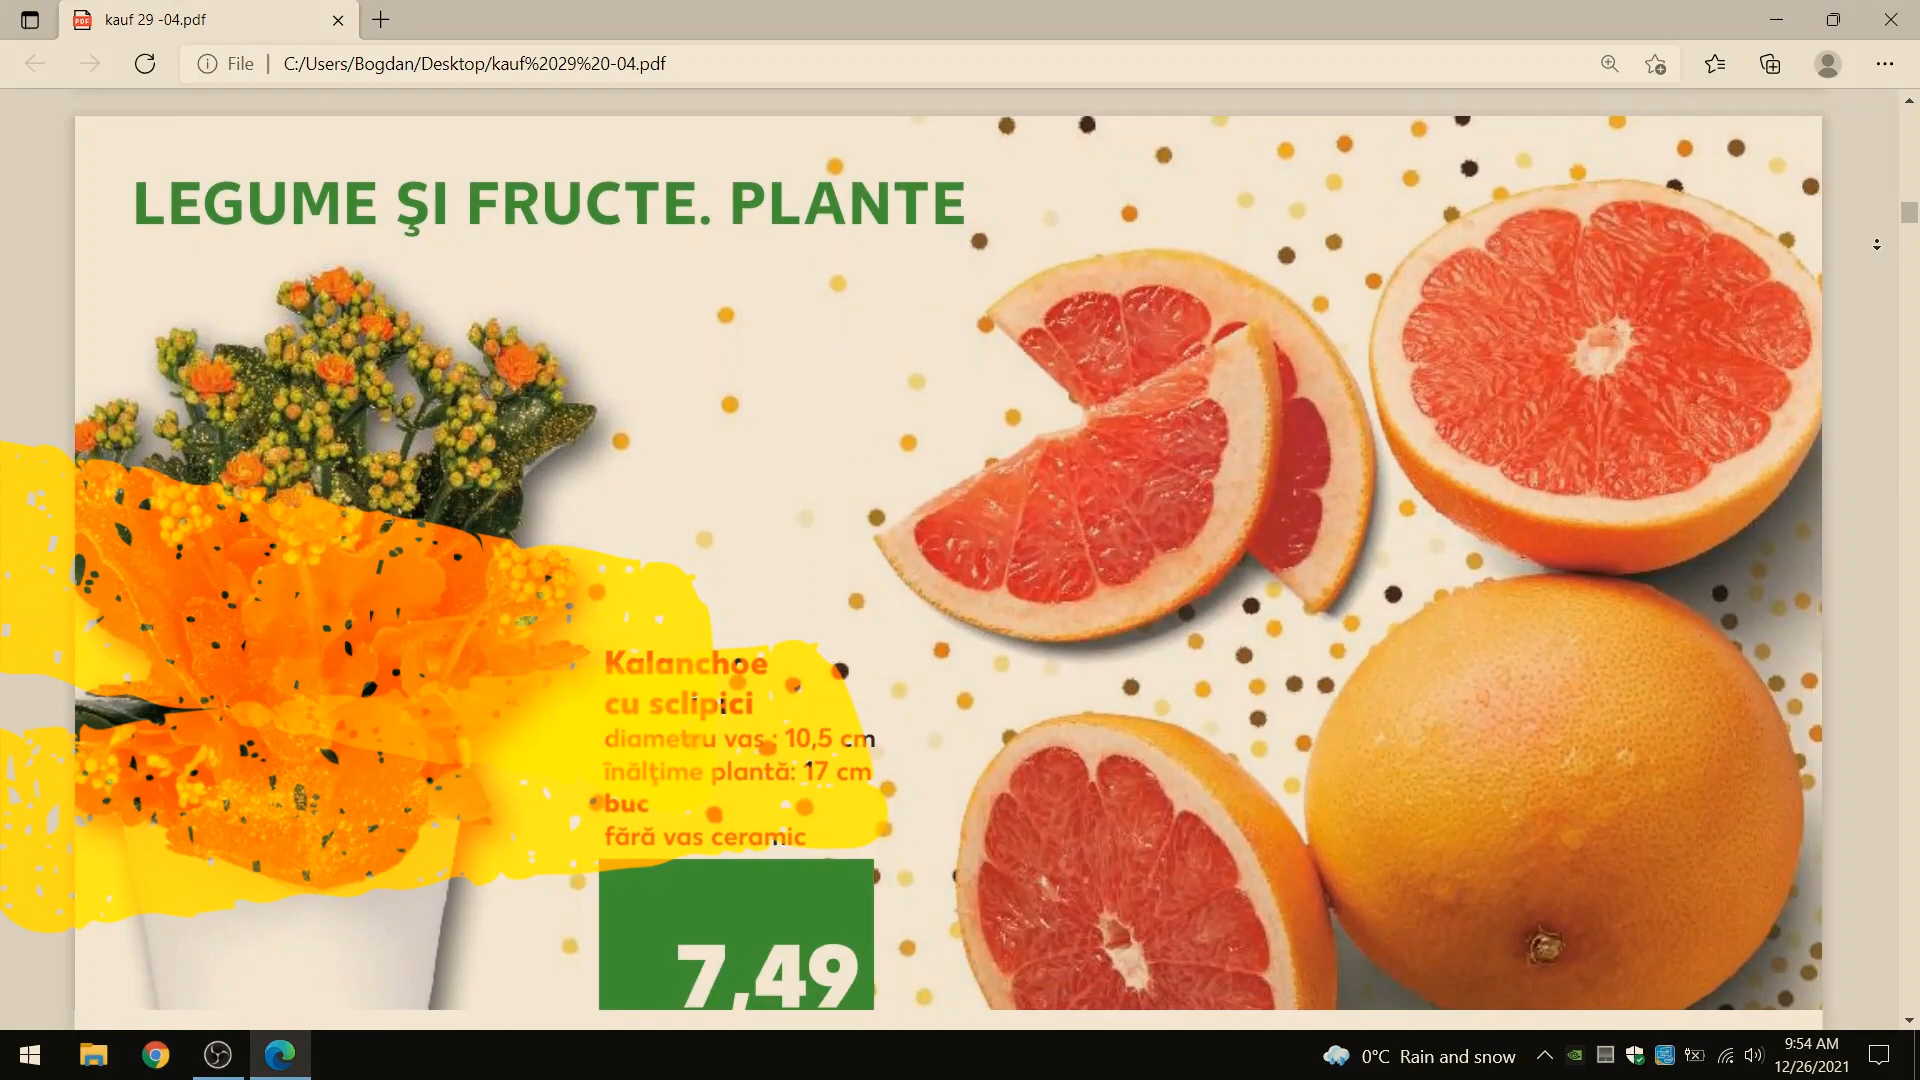 kauf 29 -04.pdf
File
C:/Users/Bogdan/Desktop/kauf%2029%20-04.pdf
LEGUME ŞI FRUCTE. PLANTE
Kalanchoe
cu sclipici
diametru vas : 10,5 cm
înălţime plantă: 17 cm
buc
fără vas ceramic
7,49
0°C Rain and snow
9:54 AM
12/26/2021